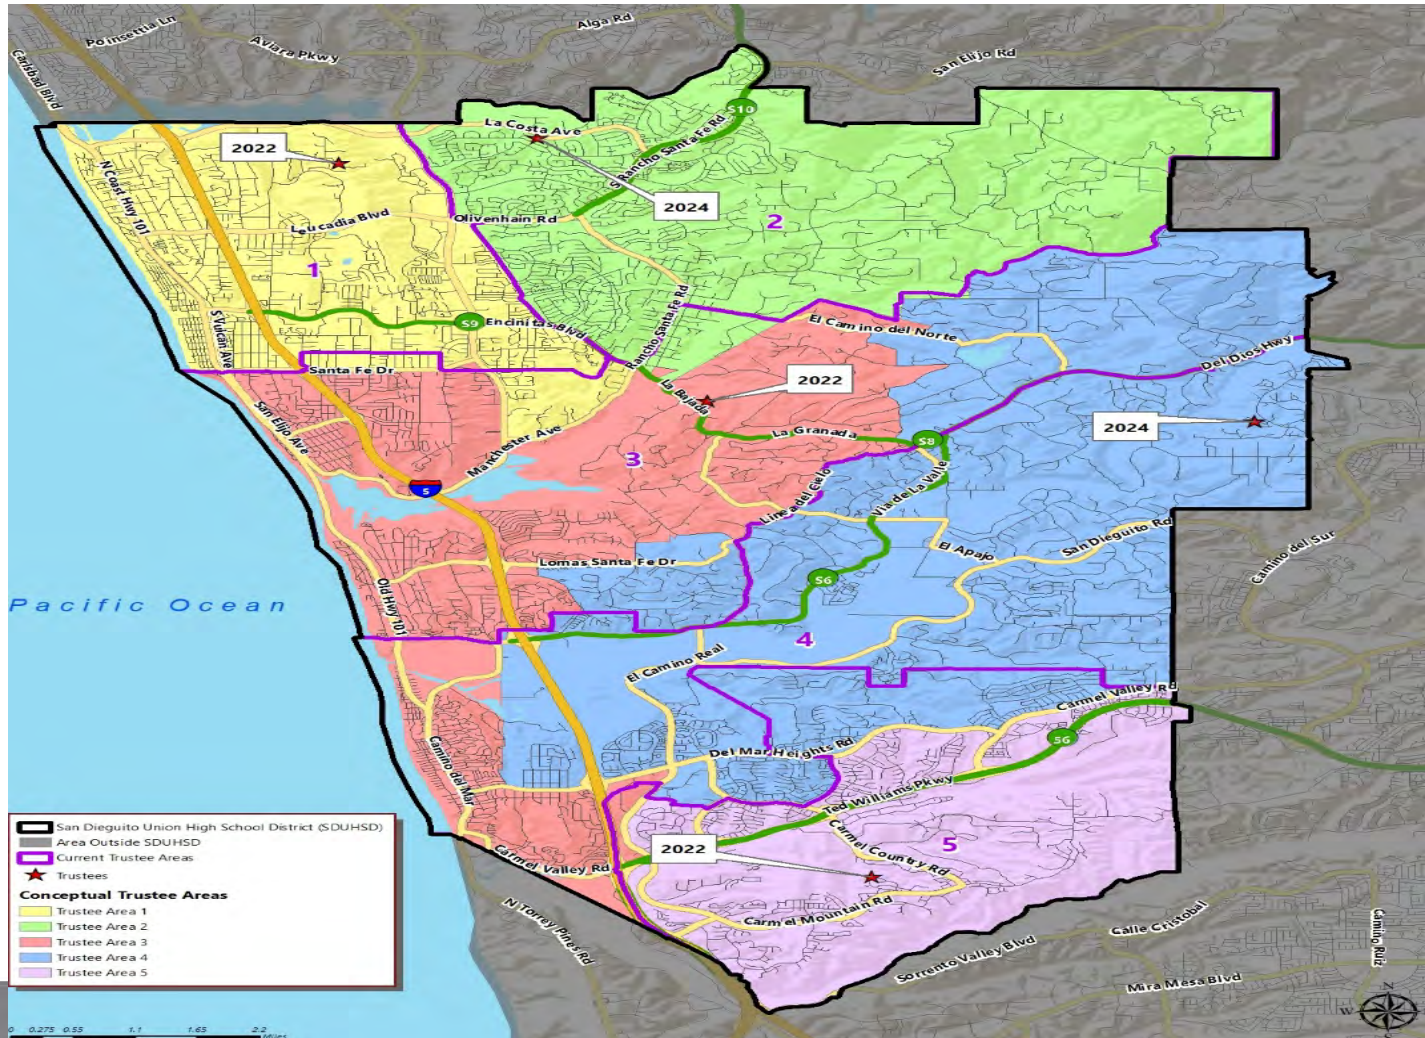 Poinsettia Ln
Aviara Pkwy
Alga Rd
San Elijo Rd
Carlsbad Blvd
S10
La Costa Ave
2022
S Rancho Santa Fe Rd
N Coast Hwy 101
2024
Leucadia Blvd
Olivenhain Rd
2
1
S Vulcan Ave
S9
Encinitas Blvd
Rancho Santa Fe Rd
El Camino del Norte
Del Dios Hwy
Santa Fe Dr
La Bajada
2022
San Elijo Ave
Manchester Ave
La Granada
S8
2024
3
5
Linea del Cielo
Via de La Valle
San Dieguito Rd
El Apajo
Camino del Sur
Lomas Santa Fe Dr
S6
Old Hwy 101
Pacific Ocean
4
El Camino Real
Carmel Valley Rd
Del Mar Heights Rd
56
Camino del Mar
Ted Williams Pkwy
2022
Carmel Country Rd
5
Carmel Valley Rd
Carmel Mountain Rd
N Torrey Pines Rd
Calle Cristobal
Camino Ruiz
Sorrento Valley Blvd
Mira Mesa Blvd
San Dieguito Union High School District (SDUHSD)
Area Outside SDUHSD
Current Trustee Areas
Trustees
Conceptual Trustee Areas
Trustee Area 1
Trustee Area 2
Trustee Area 3
Trustee Area 4
Trustee Area 5
0 0.275 0.55 1.1 1.65 2.2
Miles
N
W